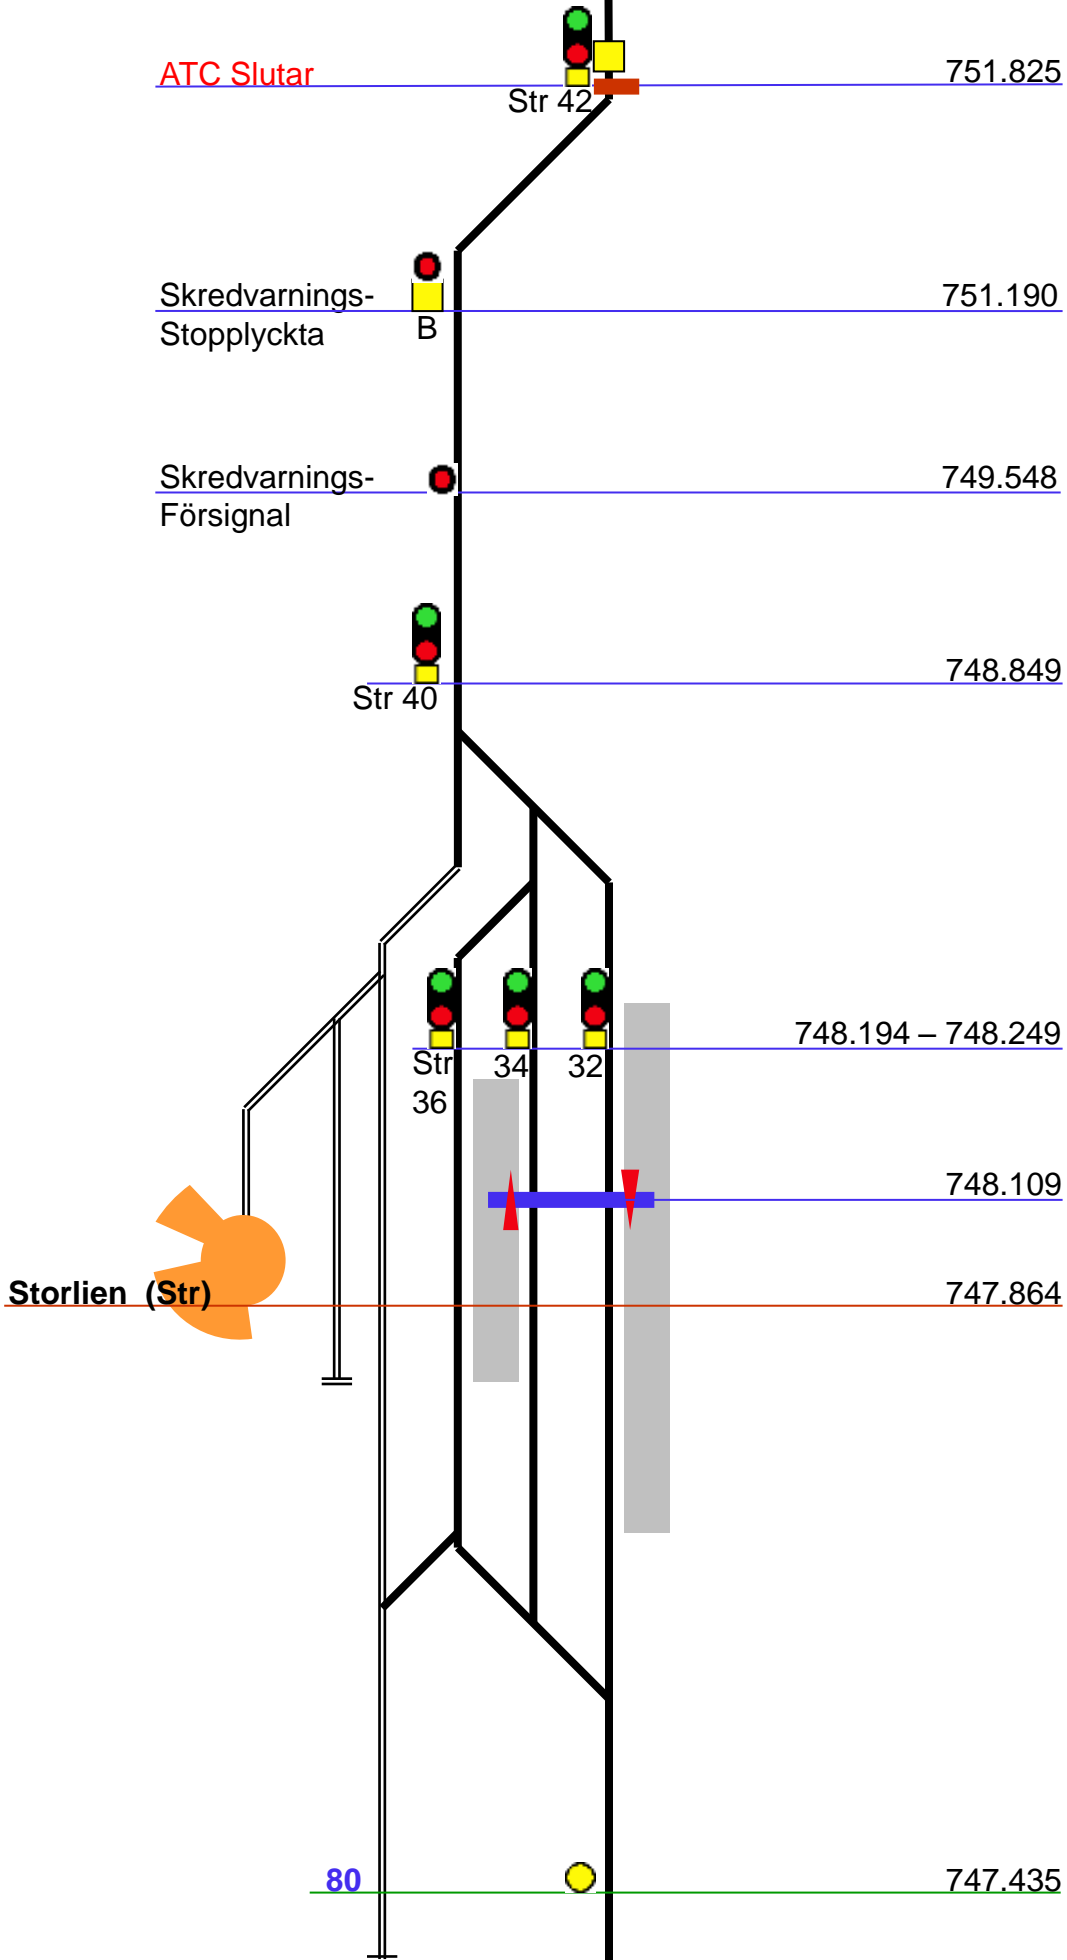 ATC Slutar
751.825
Str 42
Skredvarnings-
751.190
Stopplyckta
B
Skredvarnings-
749.548
Försignal
748.849
Str 40
748.194 – 748.249
Str
34
32
36
748.109
Storlien (Str)
747.864
80
747.435